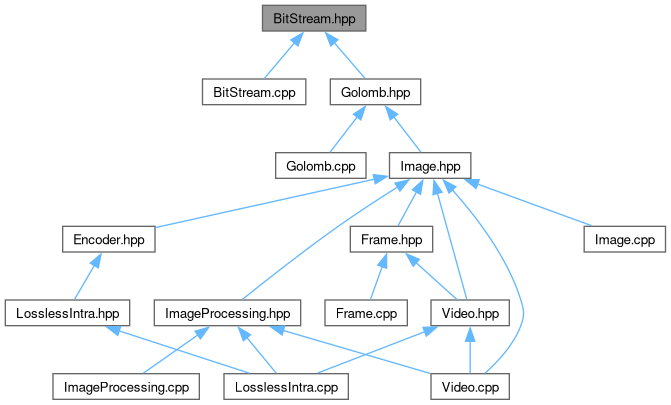 BitStream.hpp
BitStream.cpp
Golomb.hpp
Golomb.cpp
Image.hpp
Encoder.hpp
Frame.hpp
Image.cpp
LosslessIntra.hpp
ImageProcessing.hpp
Frame.cpp
Video.hpp
ImageProcessing.cpp
LosslessIntra.cpp
Video.cpp